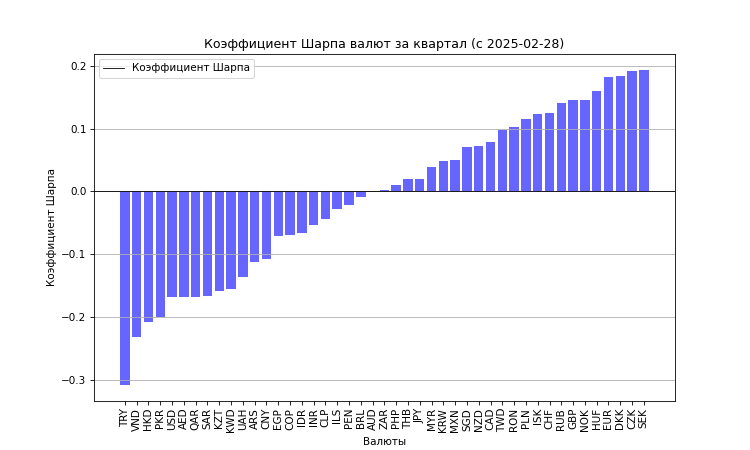 Коэффициент Шарпа валют за квартал (с 2025-02-28)
Коэффициент Шарпа
Коэффициент Шарпа
0.2
0.1
0.0
−0.1
−0.2
−0.3
TRY VND HKD PKR USD AED QAR SAR KZT KWD UAH ARS CNY EGP COP IDR INR CLP ILS PEN BRL AUD ZAR PHP THB JPY MYR KRW MXN SGD NZD CAD TWD RON PLN ISK CHF RUB GBP NOK HUF EUR DKK CZK SEK
Валюты